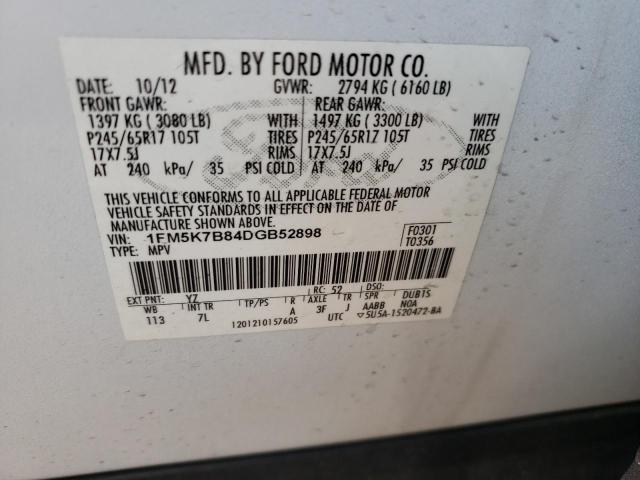 MFD. BY FORD MOTOR CO.
DATE: 10/12 GVWR: 2794 KG ( 6160 LB)
FRONT GAWR: REAR GAWR:
1397 KG ( 3080 LB) WITH 1497 KG ( 3300 LB) WITH
P245/65R17 105T TIRES P245/65R17 105T TIRES
17X7.5J RIMS 17X7.5J RIMS
AT 240 kPa/ 35 PSI COLD AT 240 kPa/ 35 PSI COLD
THIS VEHICLE CONFORMS TO ALL APPLICABLE FEDERAL MOTOR
VEHICLE SAFETY STANDARDS IN EFFECT ON THE DATE OF
MANUFACTURE SHOWN ABOVE.
VIN: 1FM5K7B84DGB52898 F0301
TYPE: MPV T0356
EXT PNT: YZ RC: 52 DSO:
WB INT TR TP/PS R AXLE TR SPR DUBTS
113 7L A 3F J AABB NOA
1201210157605 UTC ▽5U5A-1520472-BA